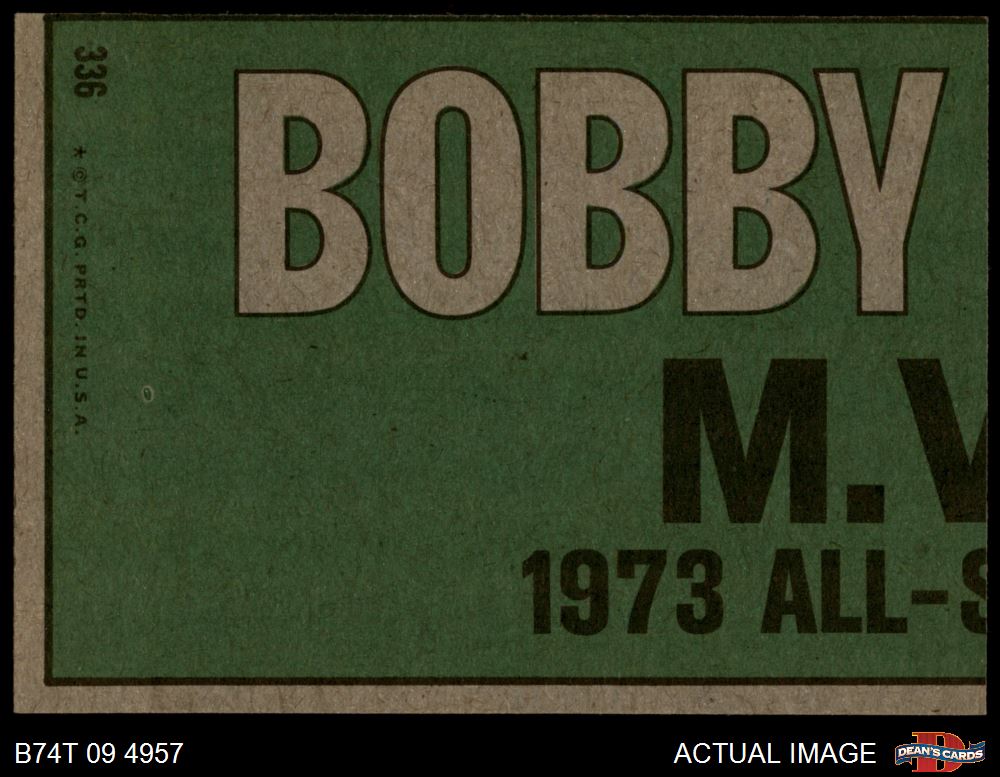 336
★ ©T.C.G. PRTD. IN U.S.A.
BOBBY
M.V
1973 ALL-S
B74T 09 4957
ACTUAL IMAGE
D
DEAN'S CARDS